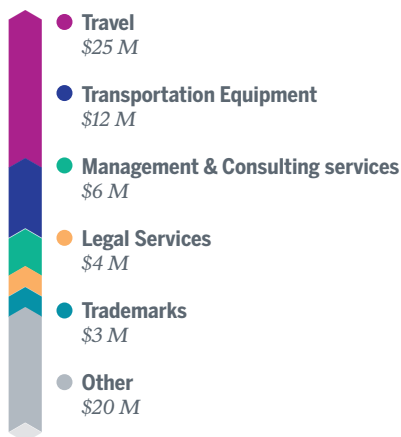 Travel
$25 M
Transportation Equipment
$12 M
Management & Consulting services
$6 M
Legal Services
$4 M
Trademarks
$3 M
Other
$20 M